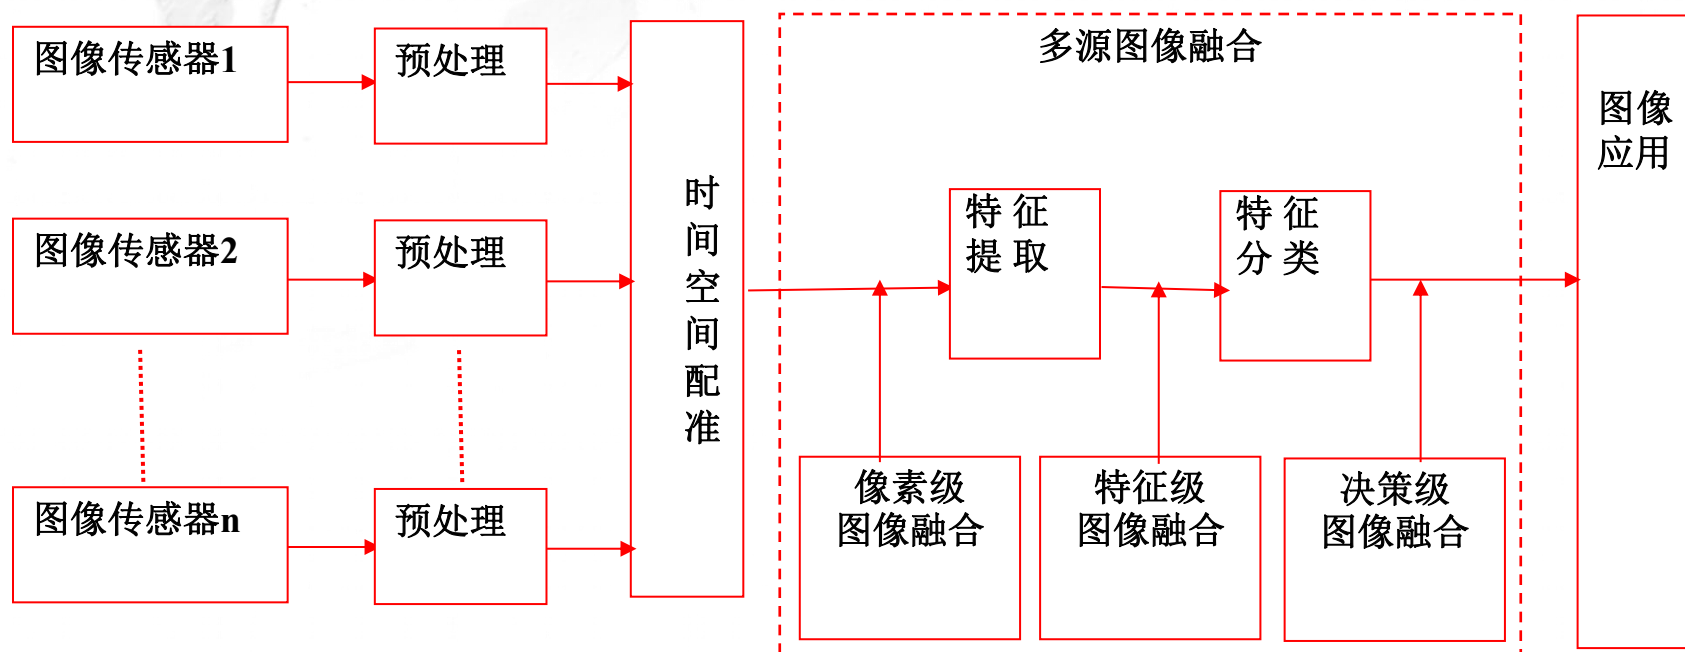 图像传感器1
预处理
图像传感器2
预处理
图像传感器n
预处理
时
间
空
间
配
准
多源图像融合
特 征
提 取
特 征
分 类
像素级
图像融合
特征级
图像融合
决策级
图像融合
图像
应用